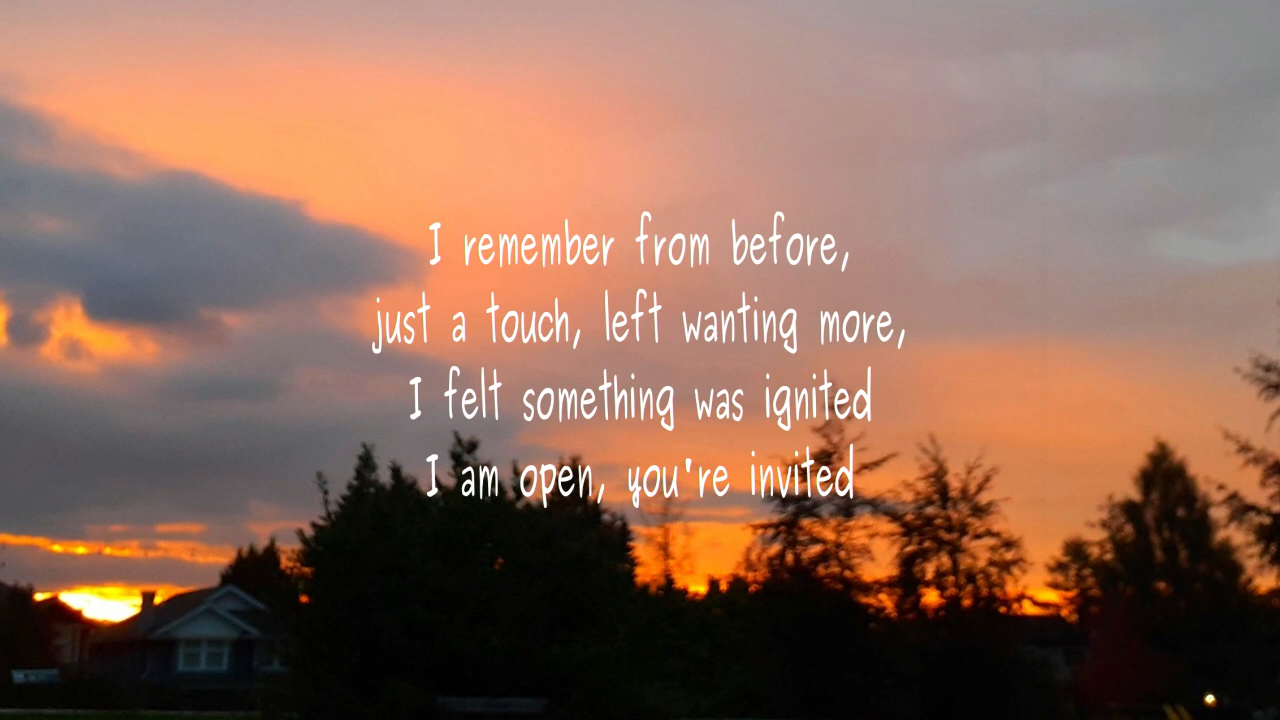 I remember from before,
just a touch, left wanting more,
I felt something was ignited
I am open, you're invited